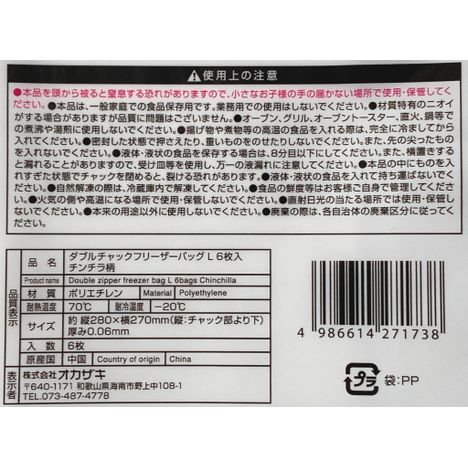 ⚠使用上の注意
●本品を頭から被ると窒息する恐れがありますので、小さなお子様の手の届かない場所で使用・保管して
ください。●本品は、一般家庭での食品保存用です。業務用での使用はしないでください。●材質特有のニオイ
がする場合がありますが品質に問題はございません。●オーブン、グリル、オーブントースター、直火、鍋等で
の煮沸や湯煎に使用しないでください。●揚げ物や煮物等の高温の食品を入れる際は、完全に冷ましてから
入れてください。●密封した状態で押さえたり、重いものをのせたりしないでください。また、先の尖ったもの
を入れないでください。●液体・液状の食品を保存する場合は、8分目以下にしてください。また、横置きする
と漏れることがありますので、受け皿等を使用し、万一の液漏れに注意してください。●本品の中にものを入
れすぎた状態でチャックを閉めると、裂ける恐れがあります。●液体・液状の食品を入れて持ち運ばないでく
ださい。●自然解凍の際は、冷蔵庫内で解凍してください。●食品の鮮度等はお客様ご自身で管理してくださ
い。●火気の側や高温になる場所で使用・保管しないでください。●直射日光の当たる場所では使用・保管し
ないでください。●本来の用途以外に使用しないでください。●廃棄の際は、各自治体の廃棄区分に従ってく
ださい。
品質表示
品名 ダブルチャックフリーザーバッグ L 6枚入
チンチラ柄
Product name Double zipper freezer bag L 6bags Chinchilla
材質 ポリエチレン Material Polyethylene
耐熱温度 70℃ 耐冷温度 −20℃
サイズ 約 縦280×横270mm(縦:チャック部より下)
厚み0.06mm
入数 6枚
原産国 中国 Country of origin China
表示者 株式会社オカザキ
〒640-1171 和歌山県海南市野上中108-1
TEL.073-487-4778
4 986614 271738
プラ 袋:PP